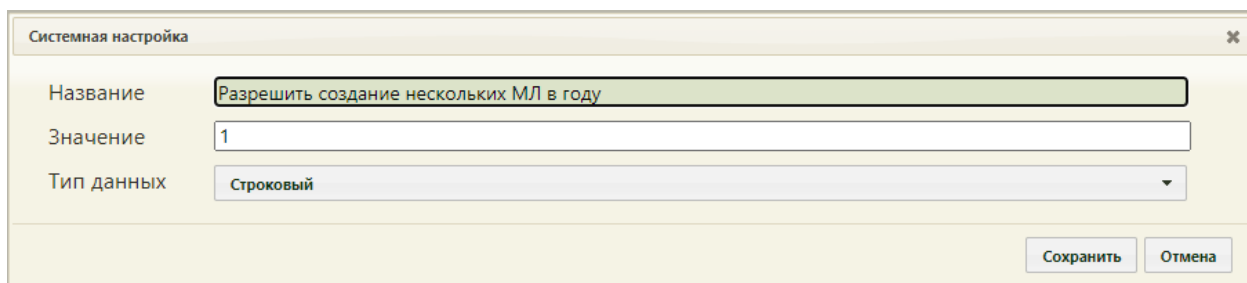 Системная настройка
Название Разрешить создание нескольких МЛ в году
Значение 1
Тип данных Строковый
Сохранить Отмена